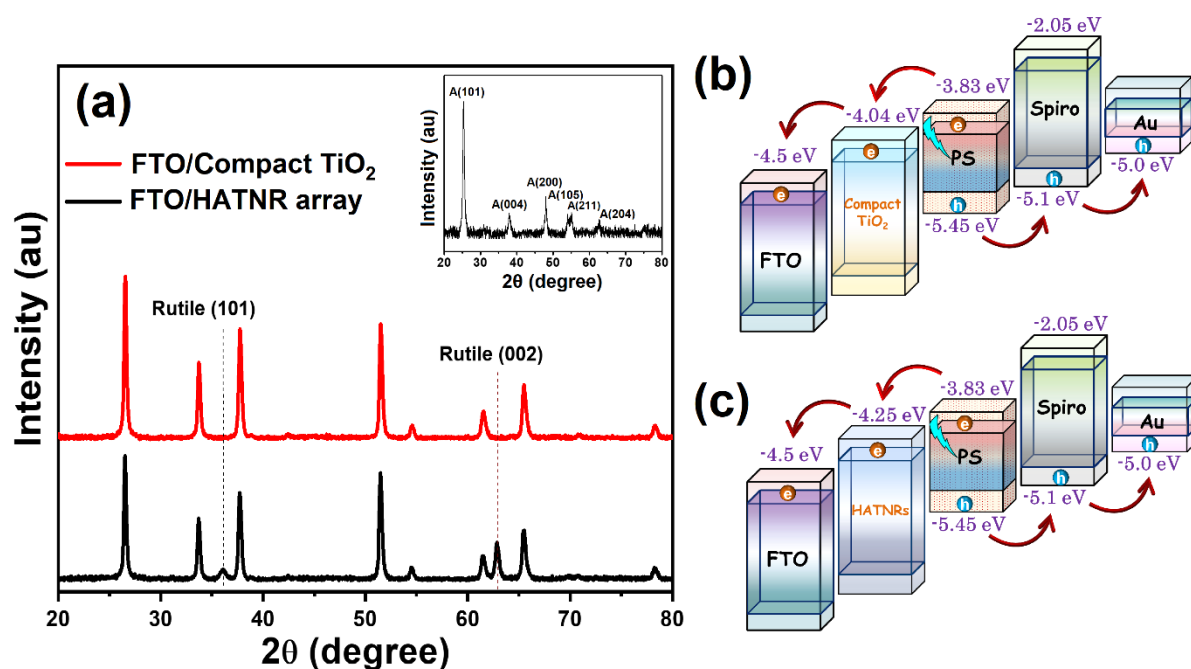 (a)
FTO/Compact TiO₂
FTO/HATNR array
Intensity (au)
2θ (degree)
20 30 40 50 60 70 80
Rutile (101)
Rutile (002)
Intensity (au)
2θ (degree)
20 30 40 50 60 70 80
A(101)
A(004)
A(200)
A(105)
A(211)
A(204)
(b)
-2.05 eV
-3.83 eV
-4.04 eV
-4.5 eV
Spiro
Au
e
PS
e
e
Compact
TiO₂
FTO
h
h
h
-5.0 eV
-5.1 eV
-5.45 eV
(c)
-2.05 eV
-3.83 eV
-4.25 eV
-4.5 eV
Spiro
Au
e
PS
e
e
HATNRs
FTO
h
h
h
-5.0 eV
-5.1 eV
-5.45 eV